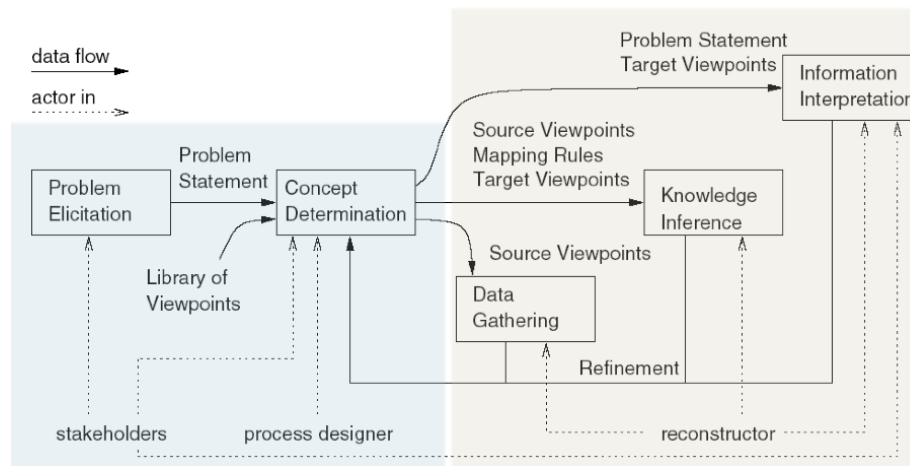 data flow
actor in
Problem Statement
Target Viewpoints
Information
Interpretation
Problem
Statement
Source Viewpoints
Mapping Rules
Target Viewpoints
Problem
Elicitation
Concept
Determination
Knowledge
Inference
Library of
Viewpoints
Source Viewpoints
Data
Gathering
Refinement
stakeholders
process designer
reconstructor